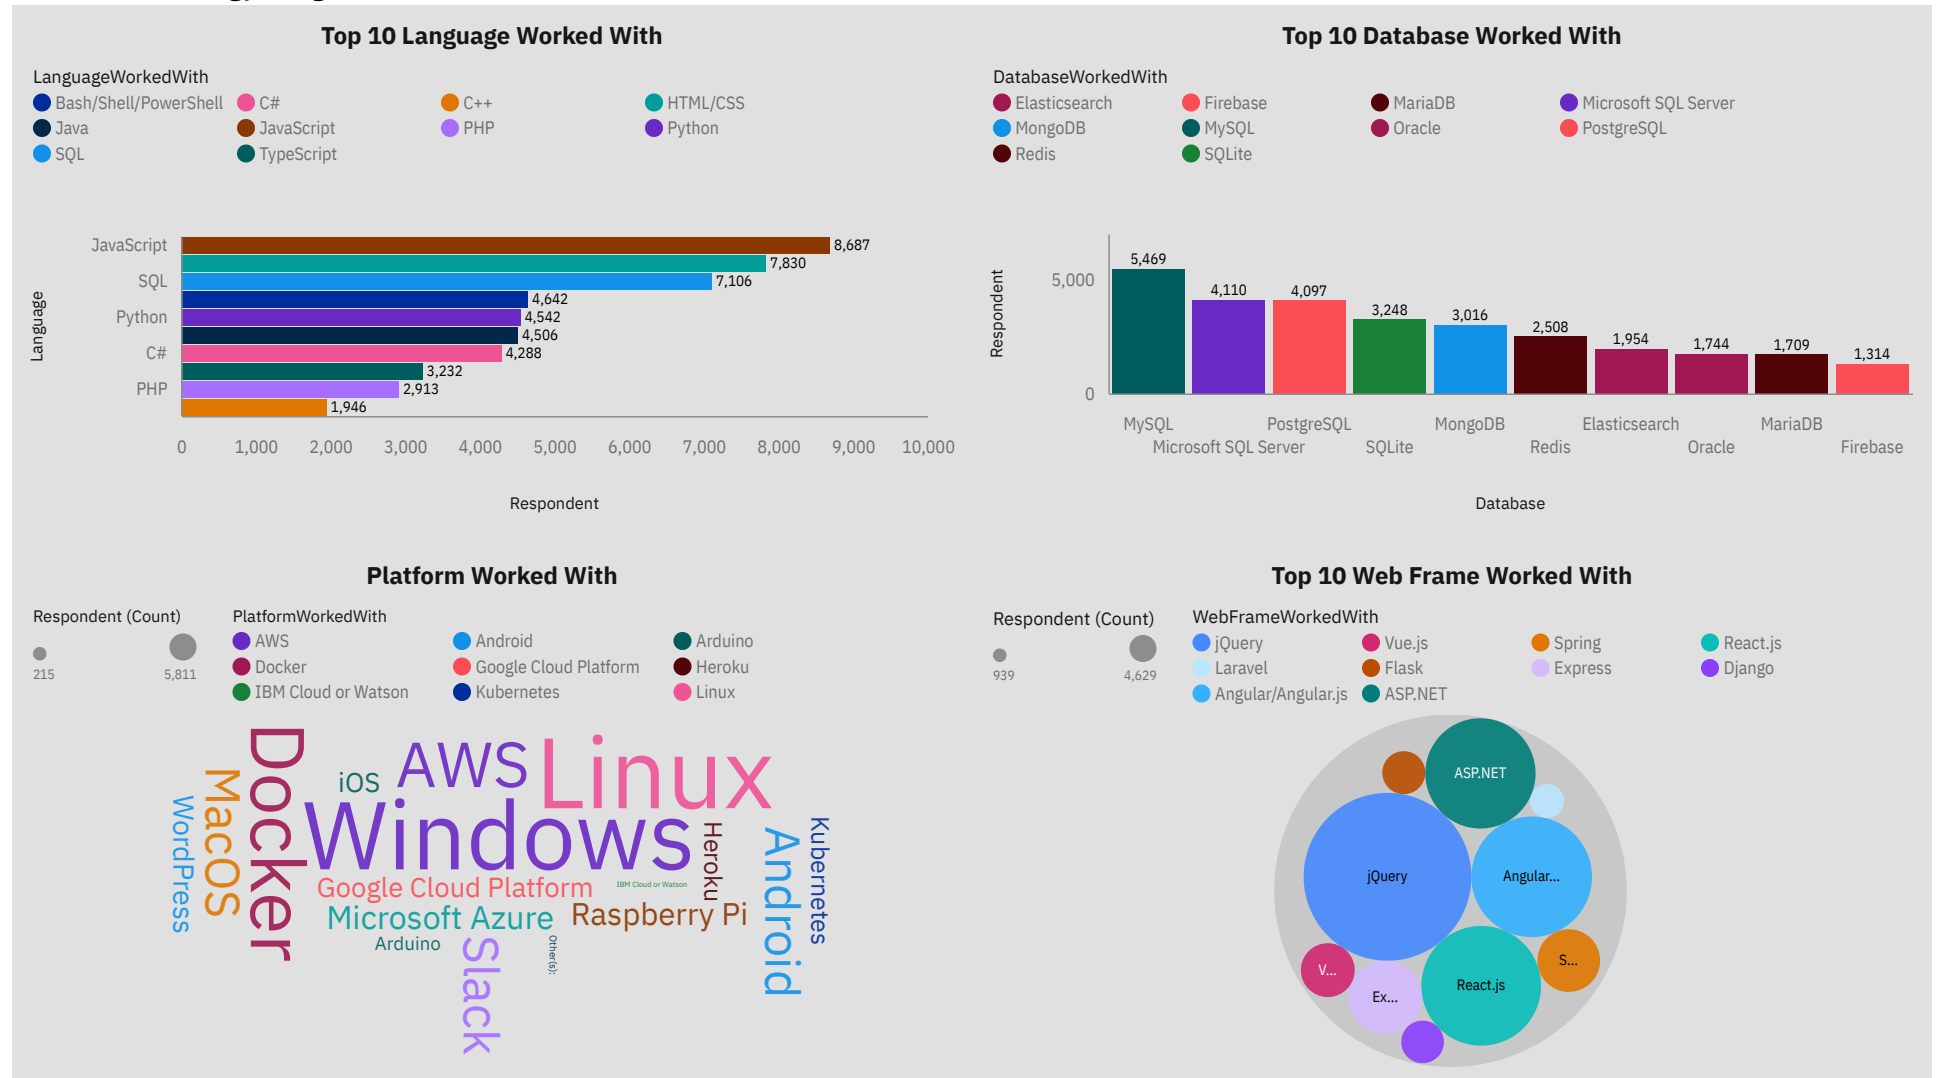 Top 10 Language Worked With
LanguageWorkedWith
Bash/Shell/PowerShell C# C++ HTML/CSS
Java JavaScript PHP Python
SQL TypeScript
Language
JavaScript 8,687
7,830
SQL 7,106
4,642
Python 4,542
4,506
C# 4,288
3,232
PHP 2,913
1,946
0 1,000 2,000 3,000 4,000 5,000 6,000 7,000 8,000 9,000 10,000
Respondent
Top 10 Database Worked With
DatabaseWorkedWith
Elasticsearch Firebase MariaDB Microsoft SQL Server
MongoDB MySQL Oracle PostgreSQL
Redis SQLite
Respondent
5,000
0
5,469 4,110 4,097 3,248 3,016 2,508 1,954 1,744 1,709 1,314
MySQL PostgreSQL MongoDB Elasticsearch MariaDB
Microsoft SQL Server SQLite Redis Oracle Firebase
Database
Platform Worked With
Respondent (Count)
215 5,811
PlatformWorkedWith
AWS Android Arduino
Docker Google Cloud Platform Heroku
IBM Cloud or Watson Kubernetes Linux
WordPress
MacOS
Docker
iOS
AWS
Linux
Windows
Heroku
Android
Kubernetes
Google Cloud Platform
IBM Cloud or Watson
Microsoft Azure
Raspberry Pi
Arduino
Slack
Other(s):
Top 10 Web Frame Worked With
Respondent (Count)
939 4,629
WebFrameWorkedWith
jQuery Vue.js Spring React.js
Laravel Flask Express Django
Angular/Angular.js ASP.NET
ASP.NET
jQuery
Angular...
V...
S...
Ex...
React.js